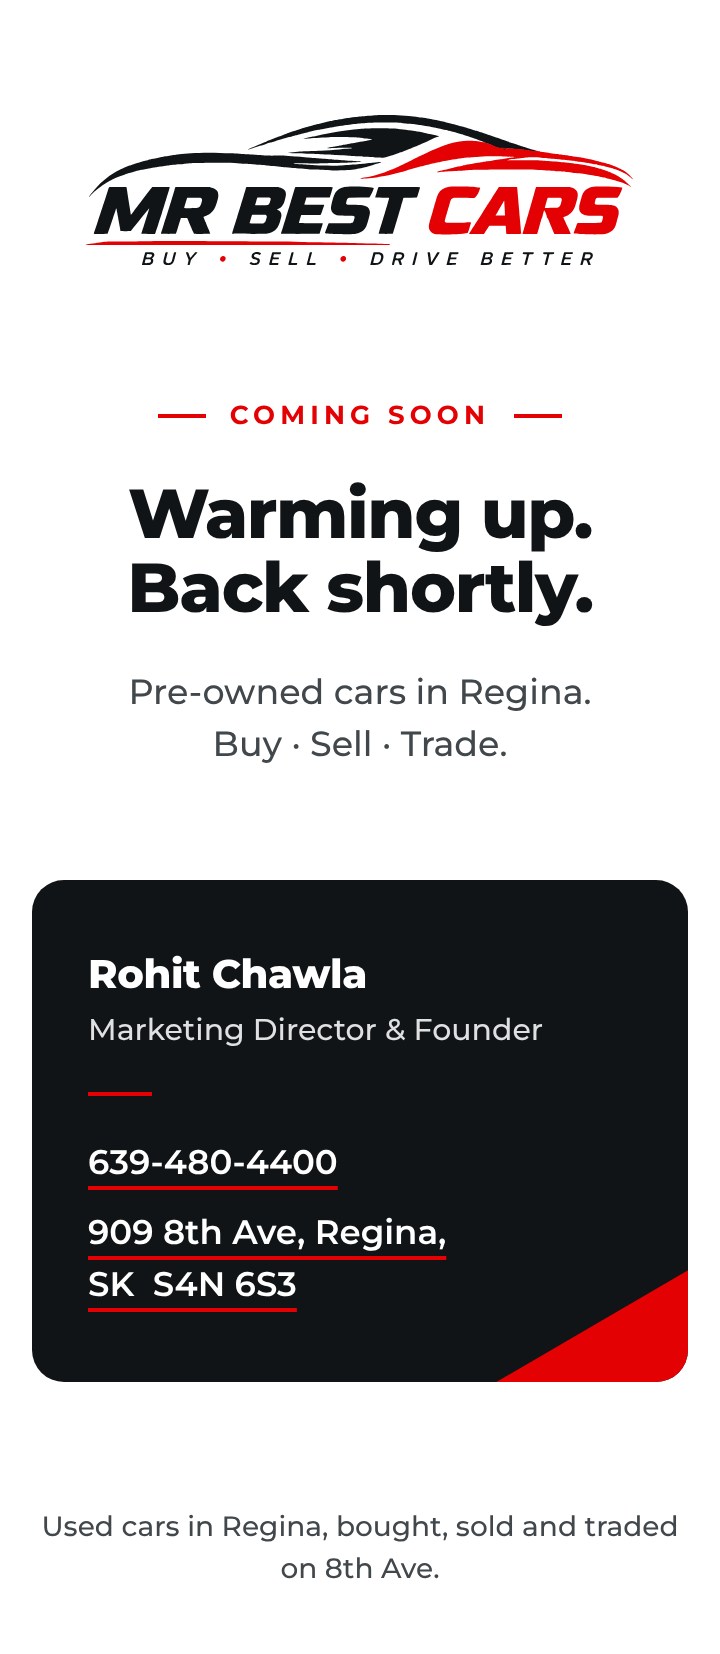 MR BEST CARS
BUY • SELL • DRIVE BETTER
COMING SOON
Warming up.
Back shortly.
Pre-owned cars in Regina.
Buy · Sell · Trade.
Rohit Chawla
Marketing Director & Founder
639-480-4400
909 8th Ave, Regina,
SK  S4N 6S3
Used cars in Regina, bought, sold and traded
on 8th Ave.